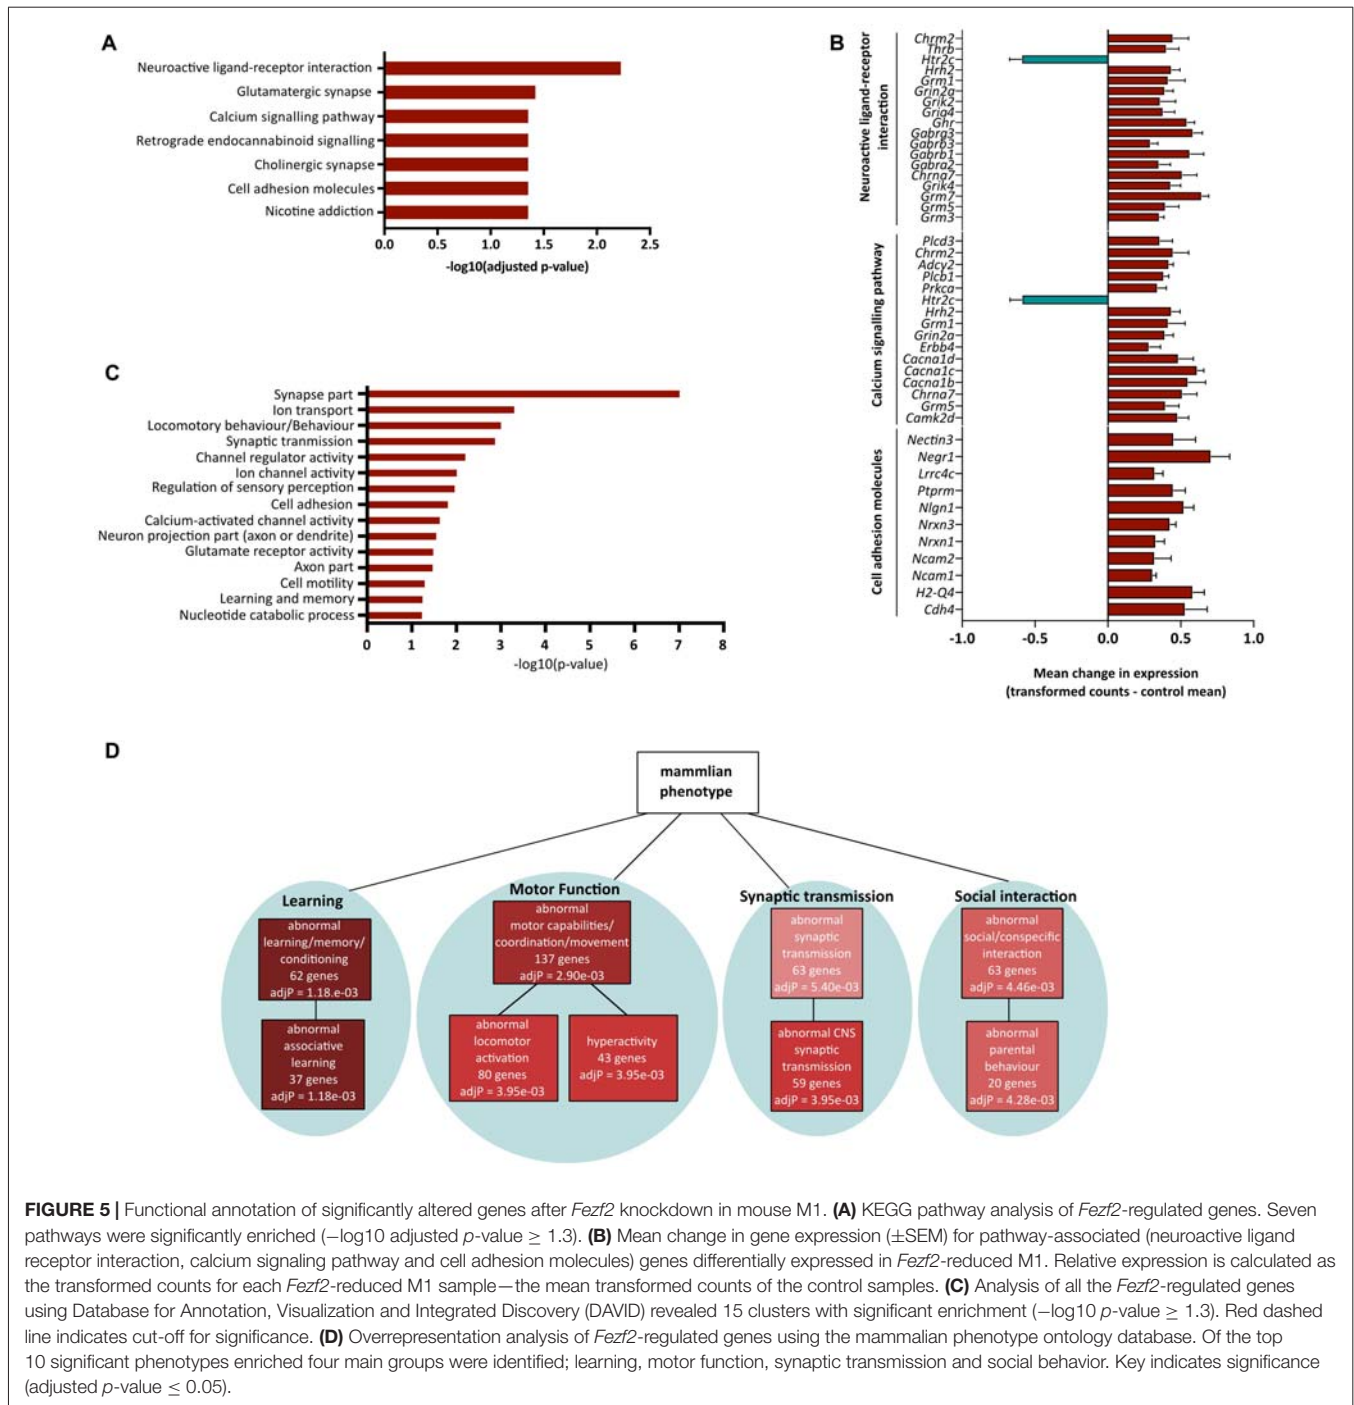 A
Neuroactive ligand-receptor interaction
Glutamatergic synapse
Calcium signalling pathway
Retrograde endocannabinoid signalling
Cholinergic synapse
Cell adhesion molecules
Nicotine addiction
0.0 0.5 1.0 1.5 2.0 2.5
-log10(adjusted p-value)
B
Neuroactive ligand-receptor
interaction
Chrm2
Thrb
Htr2c
Hrh2
Grm1
Grin2a
Grik2
Gria4
Ghr
Gabrg3
Gabrb3
Gabrb1
Gabra2
Chrna7
Grik4
Grm7
Grm5
Grm3
Calcium signalling pathway
Plcd3
Chrm2
Adcy2
Plcb1
Prkca
Htr2c
Hrh2
Grm1
Grin2a
Erbb4
Cacna1d
Cacna1c
Cacna1b
Chrna7
Grm5
Camk2d
Cell adhesion molecules
Nectin3
Negr1
Lrrc4c
Ptprm
Nlgn1
Nrxn3
Nrxn1
Ncam2
Ncam1
H2-Q4
Cdh4
-1.0 -0.5 0.0 0.5 1.0
Mean change in expression
(transformed counts - control mean)
C
Synapse part
Ion transport
Locomotory behaviour/Behaviour
Synaptic tranmission
Channel regulator activity
Ion channel activity
Regulation of sensory perception
Cell adhesion
Calcium-activated channel activity
Neuron projection part (axon or dendrite)
Glutamate receptor activity
Axon part
Cell motility
Learning and memory
Nucleotide catabolic process
0 1 2 3 4 5 6 7 8
-log10(p-value)
D
mammlian
phenotype
Learning
abnormal
learning/memory/
conditioning
62 genes
adjP = 1.18.e-03
abnormal
associative
learning
37 genes
adjP = 1.18e-03
Motor Function
abnormal
motor capabilities/
coordination/movement
137 genes
adjP = 2.90e-03
abnormal
locomotor
activation
80 genes
adjP = 3.95e-03
hyperactivity
43 genes
adjP = 3.95e-03
Synaptic transmission
abnormal
synaptic
transmission
63 genes
adjP = 5.40e-03
abnormal CNS
synaptic
transmission
59 genes
adjP = 3.95e-03
Social interaction
abnormal
social/conspecific
interaction
63 genes
adjP = 4.46e-03
abnormal
parental
behaviour
20 genes
adjP = 4.28e-03
FIGURE 5 | Functional annotation of significantly altered genes after Fezf2 knockdown in mouse M1. (A) KEGG pathway analysis of Fezf2-regulated genes. Seven
pathways were significantly enriched (−log10 adjusted p-value ≥ 1.3). (B) Mean change in gene expression (±SEM) for pathway-associated (neuroactive ligand
receptor interaction, calcium signaling pathway and cell adhesion molecules) genes differentially expressed in Fezf2-reduced M1. Relative expression is calculated as
the transformed counts for each Fezf2-reduced M1 sample—the mean transformed counts of the control samples. (C) Analysis of all the Fezf2-regulated genes
using Database for Annotation, Visualization and Integrated Discovery (DAVID) revealed 15 clusters with significant enrichment (−log10 p-value ≥ 1.3). Red dashed
line indicates cut-off for significance. (D) Overrepresentation analysis of Fezf2-regulated genes using the mammalian phenotype ontology database. Of the top
10 significant phenotypes enriched four main groups were identified; learning, motor function, synaptic transmission and social behavior. Key indicates significance
(adjusted p-value ≤ 0.05).